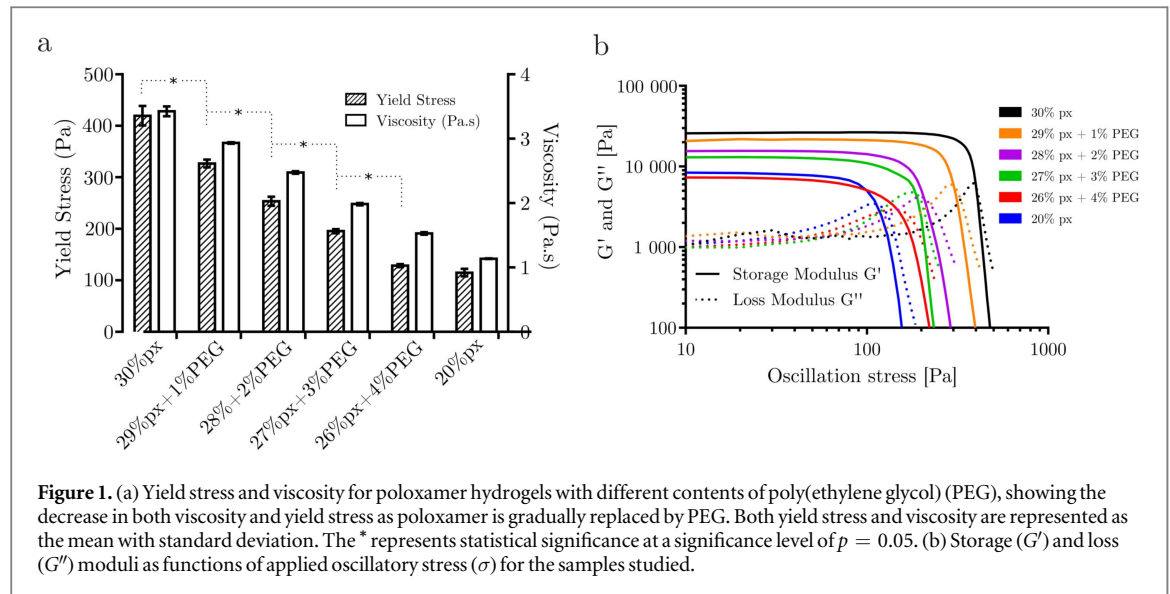 a
Yield Stress (Pa)
500
400
300
200
100
0
*
*
*
*
Yield Stress
Viscosity (Pa.s)
4
3
2
1
0
Viscosity (Pa.s)
30%px
29%px+1%PEG
28%+2%PEG
27%px+3%PEG
26%px+4%PEG
20%px
b
G' and G'' [Pa]
100 000
10 000
1 000
100
Storage Modulus G'
Loss Modulus G''
10
100
1000
Oscillation stress [Pa]
30% px
29% px + 1% PEG
28% px + 2% PEG
27% px + 3% PEG
26% px + 4% PEG
20% px
Figure 1. (a) Yield stress and viscosity for poloxamer hydrogels with different contents of poly(ethylene glycol) (PEG), showing the
decrease in both viscosity and yield stress as poloxamer is gradually replaced by PEG. Both yield stress and viscosity are represented as
the mean with standard deviation. The * represents statistical significance at a significance level of p = 0.05. (b) Storage (G') and loss
(G'') moduli as functions of applied oscillatory stress (σ) for the samples studied.